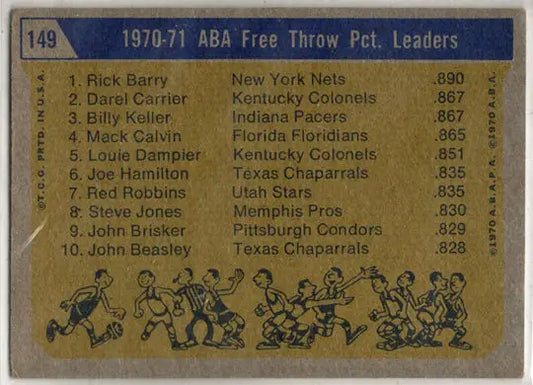 149 1970-71 ABA Free Throw Pct. Leaders
1. Rick Barry New York Nets .890
2. Darel Carrier Kentucky Colonels .867
3. Billy Keller Indiana Pacers .867
4. Mack Calvin Florida Floridians .865
5. Louie Dampier Kentucky Colonels .851
6. Joe Hamilton Texas Chaparrals .835
7. Red Robbins Utah Stars .835
8. Steve Jones Memphis Pros .830
9. John Brisker Pittsburgh Condors .829
10. John Beasley Texas Chaparrals .828
©T.C.G. PRTD. IN U.S.A.
©1970 A.B.A.P.A. ©1970 A.B.A.